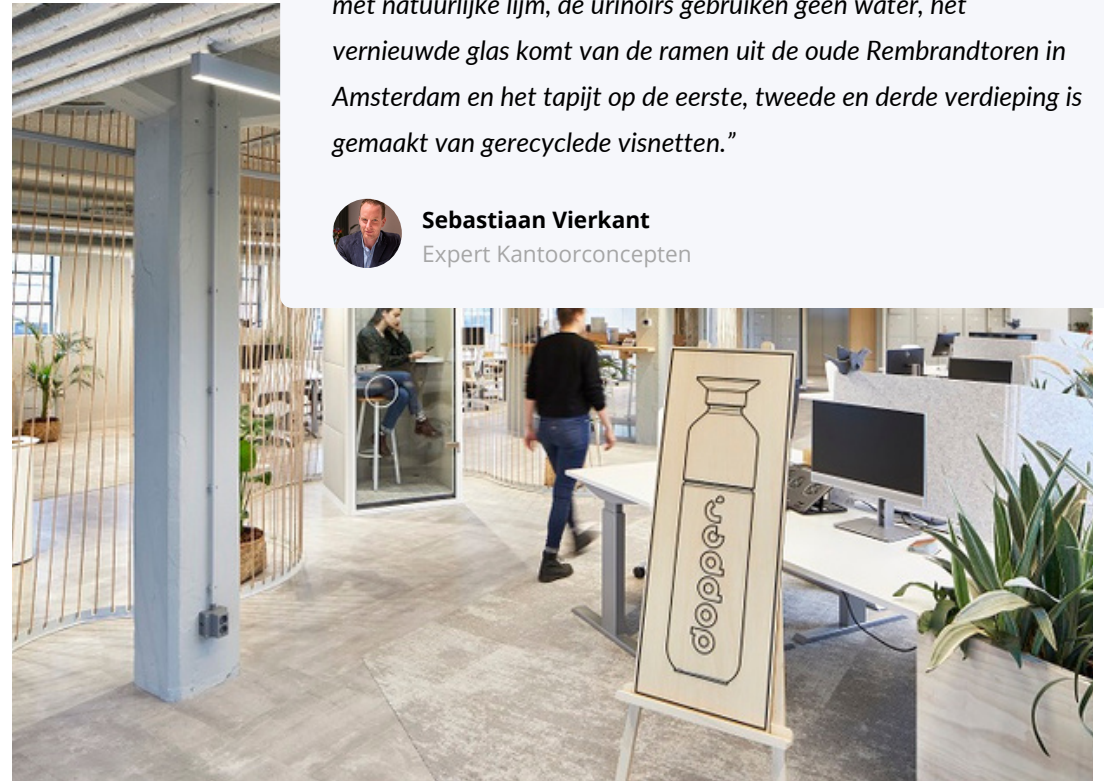 met natuurlijke lijm, de urinoirs gebruiken geen water, het
vernieuwde glas komt van de ramen uit de oude Rembrandtoren in
Amsterdam en het tapijt op de eerste, tweede en derde verdieping is
gemaakt van gerecyclede visnetten.”
Sebastiaan Vierkant
Expert Kantoorconcepten
dopper